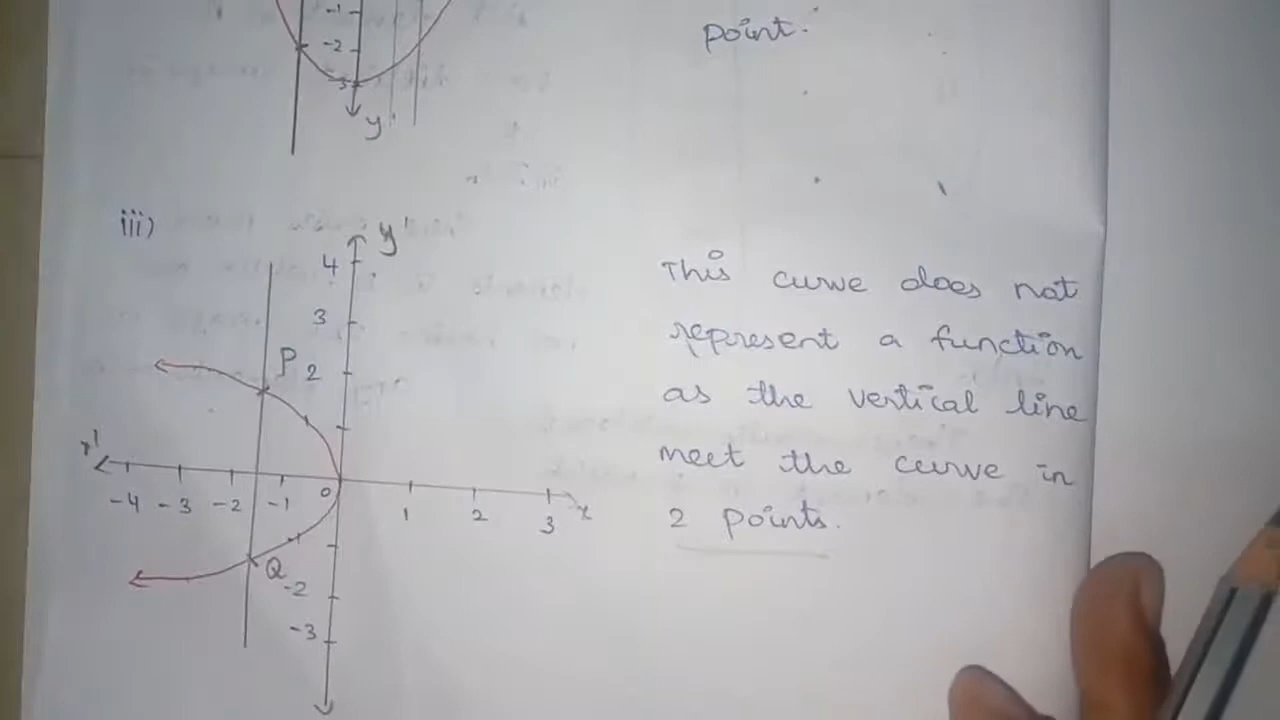 -1
-2
-3
y'
point.
iii)
y'
4
3
P 2
x'
-4 -3 -2 -1 0 1 2 3 x
Q -2
-3
This curve does not
represent a function
as the vertical line
meet the curve in
2 points.